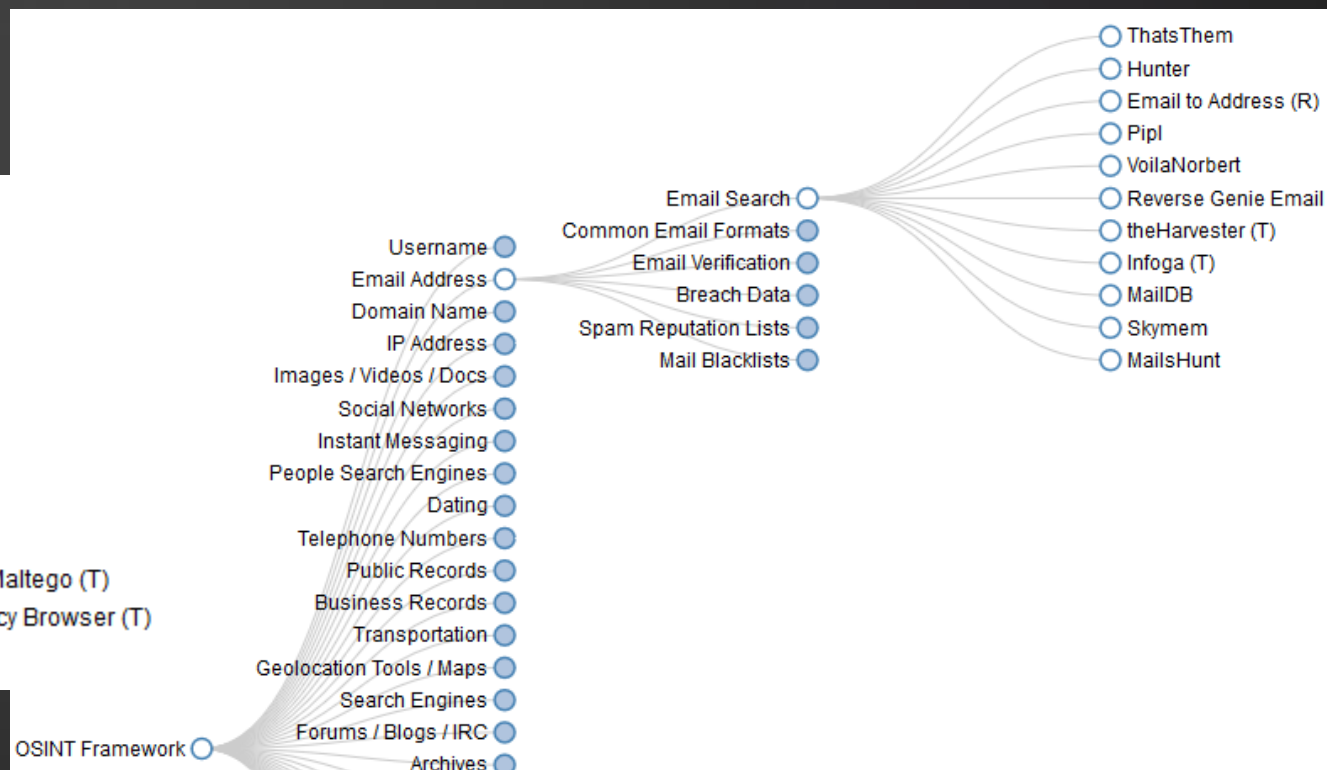 ThatsThem
Hunter
Email to Address (R)
Pipl
VoilaNorbert
Email Search
Reverse Genie Email
Common Email Formats
theHarvester (T)
Username
Email Verification
Infoga (T)
Email Address
Breach Data
MailDB
Domain Name
Spam Reputation Lists
Skymem
IP Address
Mail Blacklists
MailsHunt
Images / Videos / Docs
Social Networks
Instant Messaging
People Search Engines
Dating
Telephone Numbers
Public Records
Maltego (T)
Business Records
cy Browser (T)
Transportation
Geolocation Tools / Maps
Search Engines
Forums / Blogs / IRC
OSINT Framework
Archives